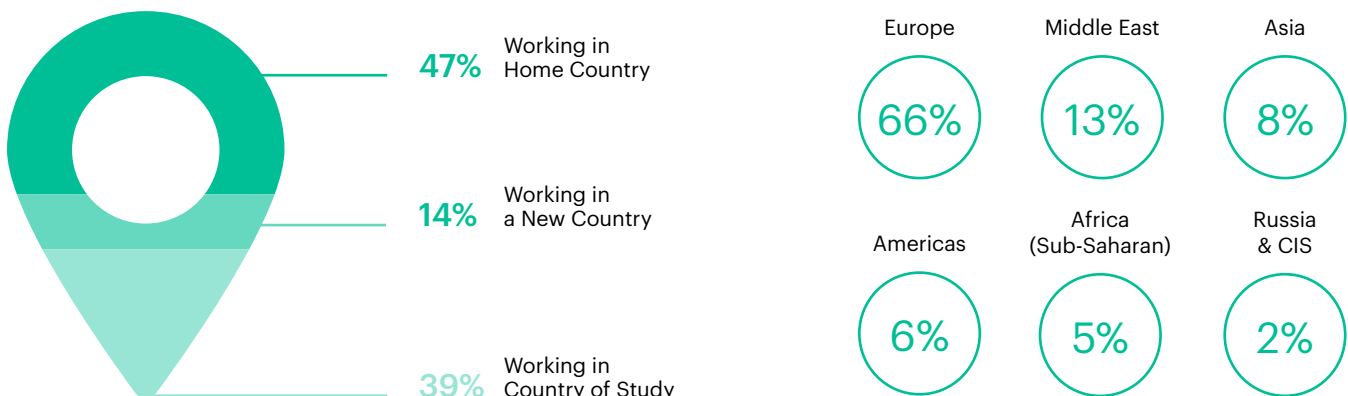 47%
Working in
Home Country
14%
Working in
a New Country
39%
Working in
Country of Study
Europe
Middle East
Asia
66%
13%
8%
Americas
Africa
(Sub-Saharan)
Russia
& CIS
6%
5%
2%